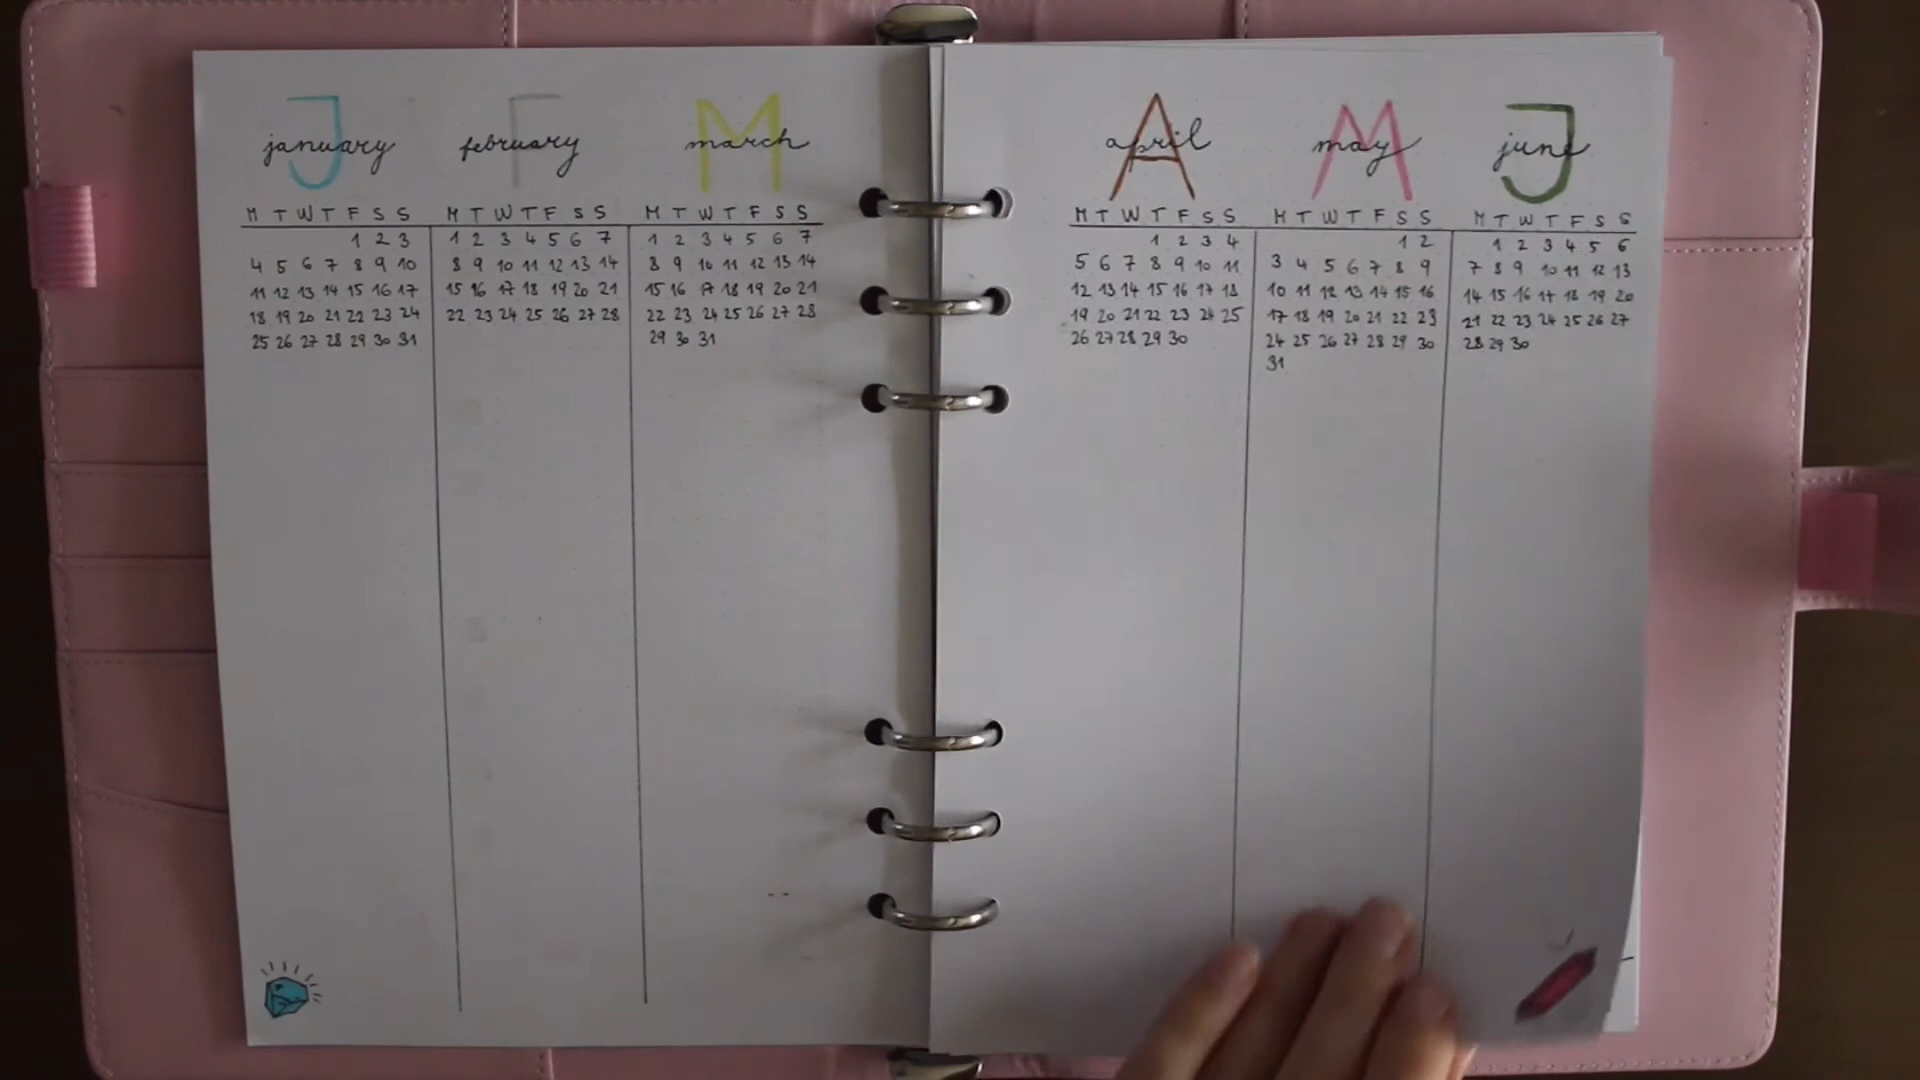 J
january
M T W T F S S
1 2 3
4 5 6 7 8 9 10
11 12 13 14 15 16 17
18 19 20 21 22 23 24
25 26 27 28 29 30 31
F
february
M T W T F S S
1 2 3 4 5 6 7
8 9 10 11 12 13 14
15 16 17 18 19 20 21
22 23 24 25 26 27 28
M
march
M T W T F S S
1 2 3 4 5 6 7
8 9 10 11 12 13 14
15 16 17 18 19 20 21
22 23 24 25 26 27 28
29 30 31
A
april
M T W T F S S
1 2 3 4
5 6 7 8 9 10 11
12 13 14 15 16 17 18
19 20 21 22 23 24 25
26 27 28 29 30
M
may
M T W T F S S
1 2
3 4 5 6 7 8 9
10 11 12 13 14 15 16
17 18 19 20 21 22 23
24 25 26 27 28 29 30
31
J
june
M T W T F S S
1 2 3 4 5 6
7 8 9 10 11 12 13
14 15 16 17 18 19 20
21 22 23 24 25 26 27
28 29 30